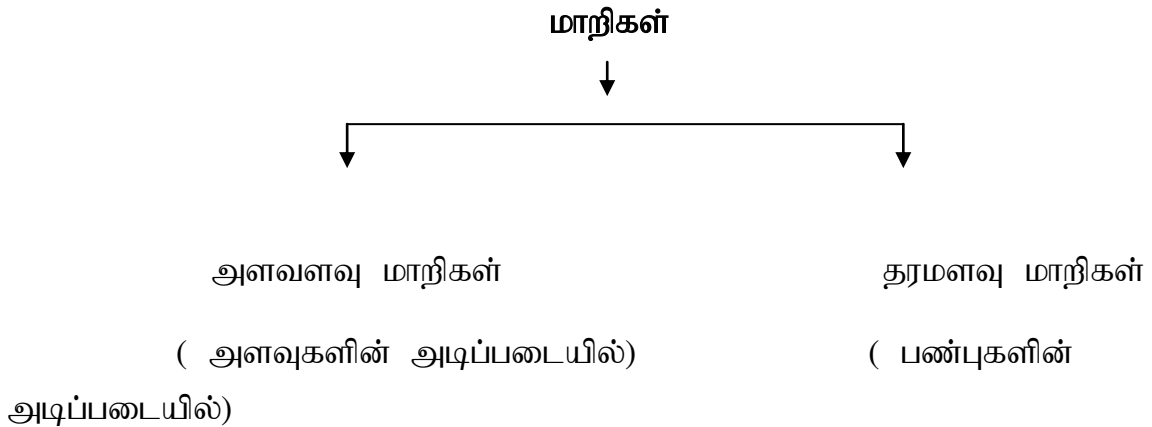 மாறிகள்
அளவளவு மாறிகள் தரமளவு மாறிகள்
( அளவுகளின் அடிப்படையில்) ( பண்புகளின்
அடிப்படையில்)